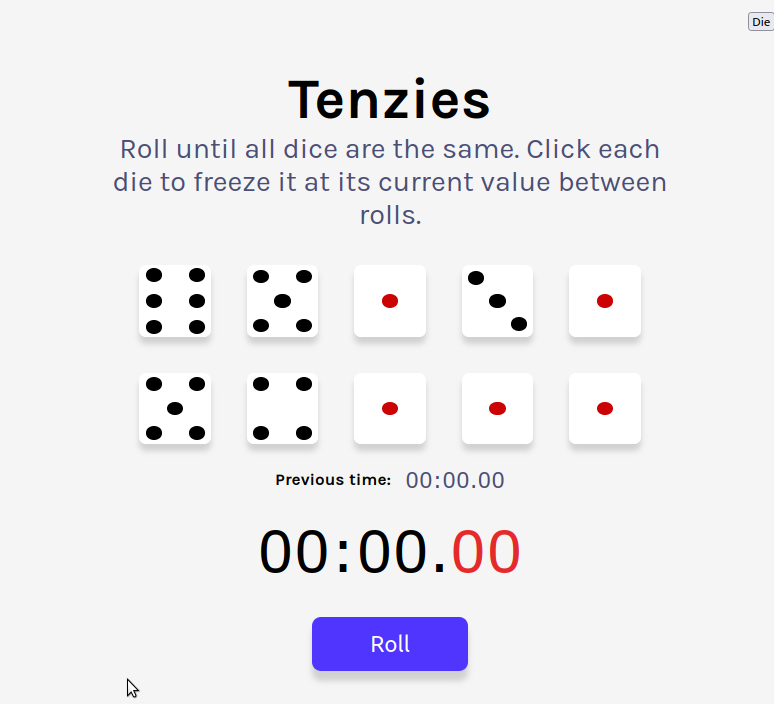 Die
Tenzies
Roll until all dice are the same. Click each
die to freeze it at its current value between
rolls.
Previous time: 00:00.00
00:00.00
Roll